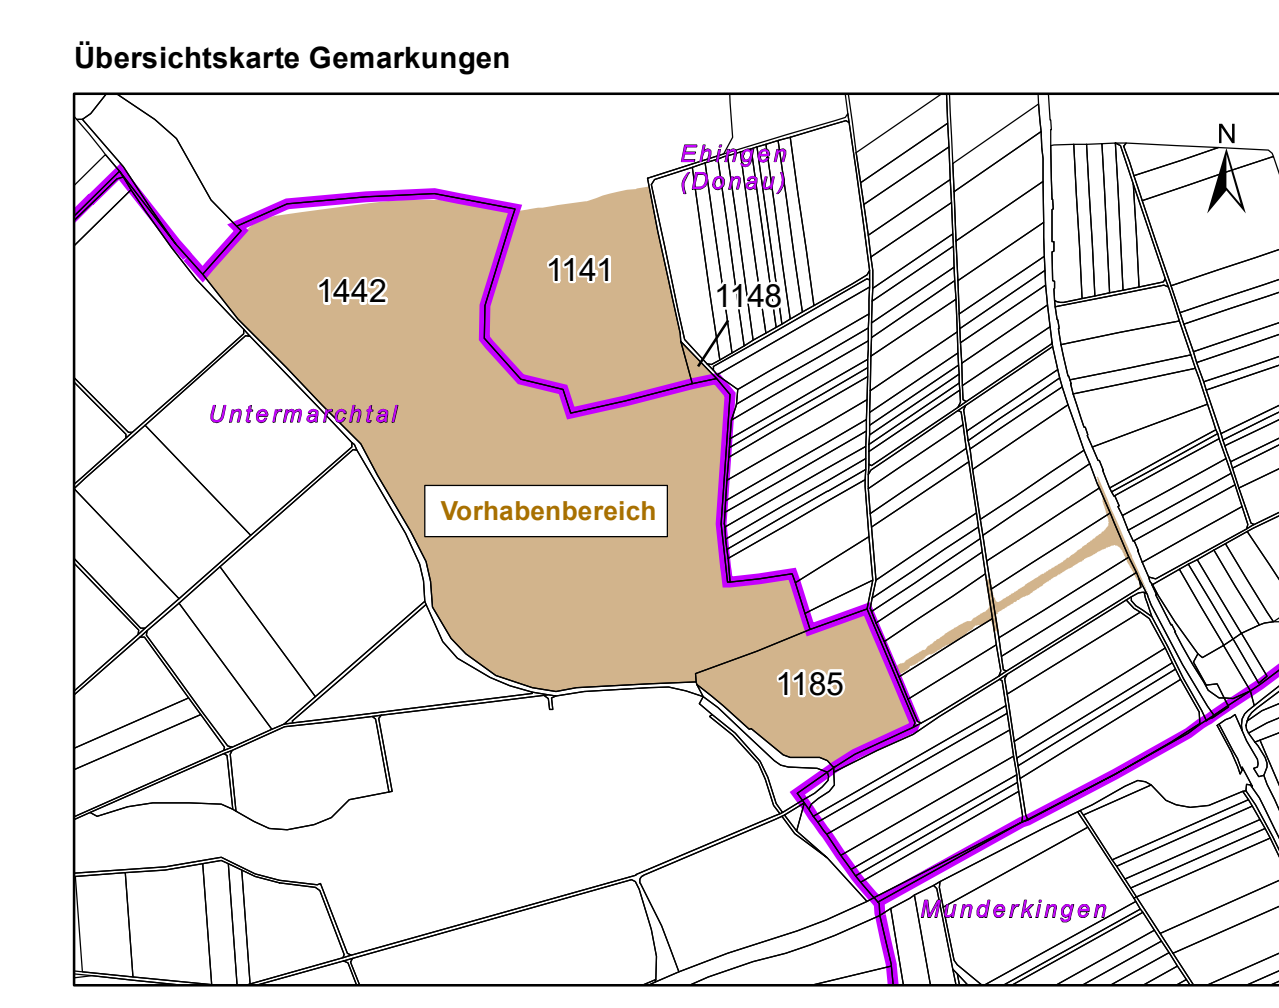 Übersichtskarte Gemarkungen
N
Ehingen
(Donau)
1141
1442
1148
Untermarchtal
Vorhabenbereich
1185
Munderkingen